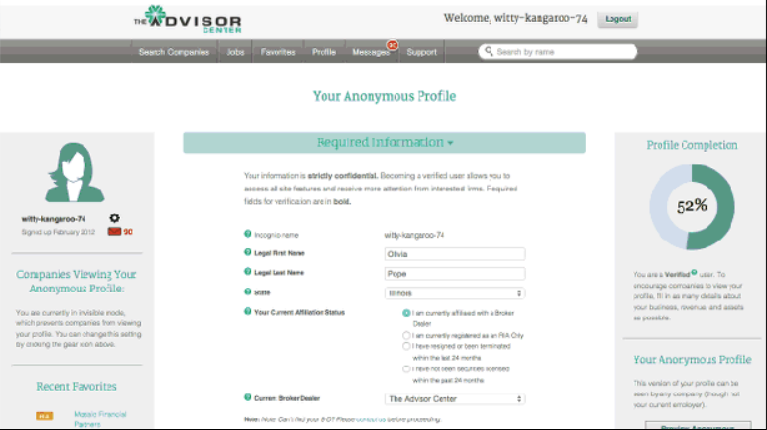 THE ADVISOR
CENTER
Welcome, witty-kangaroo-74
Logout
Search Companies
Jobs
Favorites
Profile
Messages
Support
Search by name
Your Anonymous Profile
witty-kangaroo-74
Signed up February 2012
90
Companies Viewing Your
Anonymous Profile:
You are currently in invisible mode,
which prevents companies from viewing
your profile. You can change this setting
by clicking the gear icon above.
Recent Favorites
Mosaic Financial
Partners
Required Information
Your information is strictly confidential. Becoming a verified user allows you to
access all site features and receive more attention from interested firms. Required
fields for verification are in bold.
Incognito name
witty-kangaroo-74
Legal First Name
Olivia
Legal Last Name
Pope
State
Illinois
Your Current Affiliation Status
I am currently affiliated with a Broker
Dealer
I am currently registered as an RIA Only
I have resigned or been terminated
within the last 24 months
I have not been securities licensed
within the past 24 months
Current Broker Dealer
The Advisor Center
Note: Note: Can't find your B-D? Please contact us before proceeding.
Profile Completion
52%
You are a Verified user. To
encourage companies to view your
profile, fill in as many details about
your business, revenue and assets
as possible.
Your Anonymous Profile
This version of your profile can be
seen by any company (though not
your current employer).
Preview Anonymous